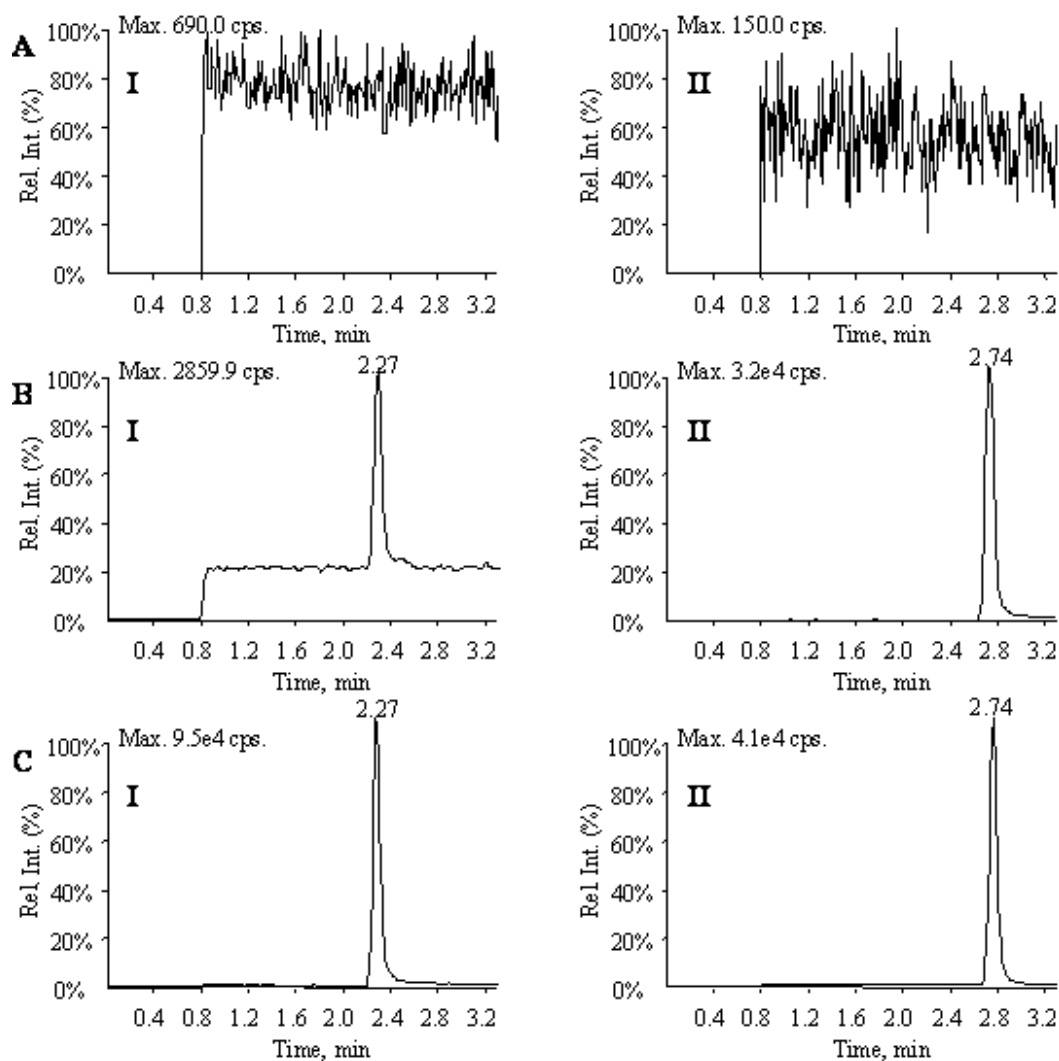 A
Max. 690.0 cps.
I
100%
80%
60%
40%
20%
0%
Rel. Int. (%)
0.4 0.8 1.2 1.6 2.0 2.4 2.8 3.2
Time, min
Max. 150.0 cps.
II
100%
80%
60%
40%
20%
0%
Rel. Int. (%)
0.4 0.8 1.2 1.6 2.0 2.4 2.8 3.2
Time, min
B
Max. 2859.9 cps.
2.27
I
100%
80%
60%
40%
20%
0%
Rel. Int. (%)
0.4 0.8 1.2 1.6 2.0 2.4 2.8 3.2
Time, min
Max. 3.2e4 cps.
2.74
II
100%
80%
60%
40%
20%
0%
Rel. Int. (%)
0.4 0.8 1.2 1.6 2.0 2.4 2.8 3.2
Time, min
C
Max. 9.5e4 cps.
2.27
I
100%
80%
60%
40%
20%
0%
Rel. Int. (%)
0.4 0.8 1.2 1.6 2.0 2.4 2.8 3.2
Time, min
Max. 4.1e4 cps.
2.74
II
100%
80%
60%
40%
20%
0%
Rel. Int. (%)
0.4 0.8 1.2 1.6 2.0 2.4 2.8 3.2
Time, min